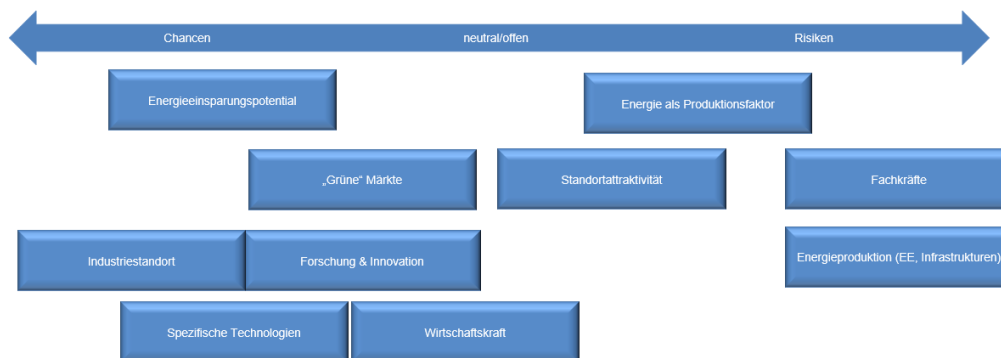 Chancen neutral/offen Risiken
Energieeinsparungspotential Energie als Produktionsfaktor
„Grüne“ Märkte Standortattraktivität Fachkräfte
Industriestandort Forschung & Innovation Energieproduktion (EE, Infrastrukturen)
Spezifische Technologien Wirtschaftskraft